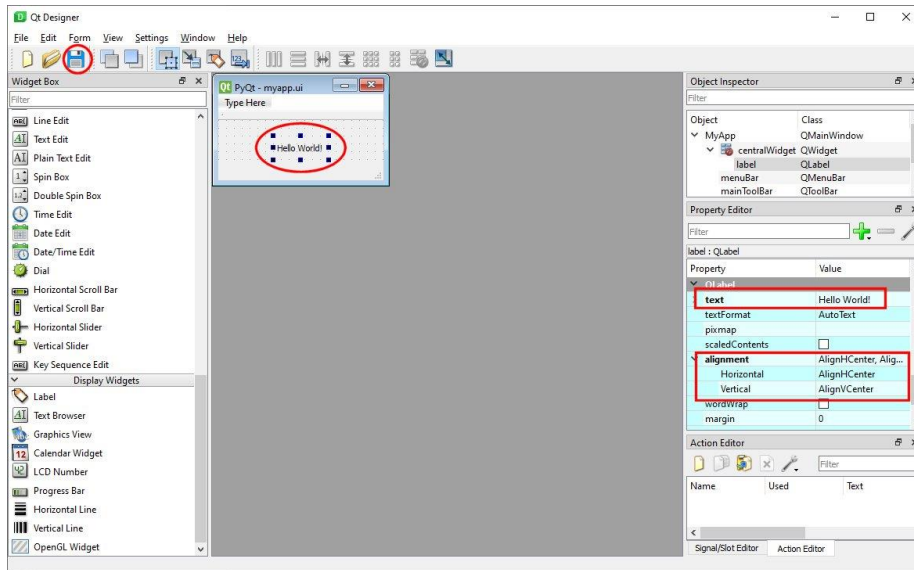 Qt Designer
File Edit Form View Settings Window Help
Widget Box
Filter
Line Edit
Text Edit
Plain Text Edit
Spin Box
Double Spin Box
Time Edit
Date Edit
Date/Time Edit
Dial
Horizontal Scroll Bar
Vertical Scroll Bar
Horizontal Slider
Vertical Slider
Key Sequence Edit
Display Widgets
Label
Text Browser
Graphics View
Calendar Widget
LCD Number
Progress Bar
Horizontal Line
Vertical Line
OpenGL Widget
PyQt - myapp.ui
Type Here
Hello World!
Object Inspector
Filter
Object Class
MyApp QMainWindow
centralWidget QWidget
label QLabel
menuBar QMenuBar
mainToolBar QToolBar
Property Editor
Filter
label : QLabel
Property Value
QLabel
text Hello World!
textFormat AutoText
pixmap
scaledContents
alignment AlignHCenter, Alig...
Horizontal AlignHCenter
Vertical AlignVCenter
wordWrap
margin 0
Action Editor
Filter
Name Used Text
Signal/Slot Editor Action Editor